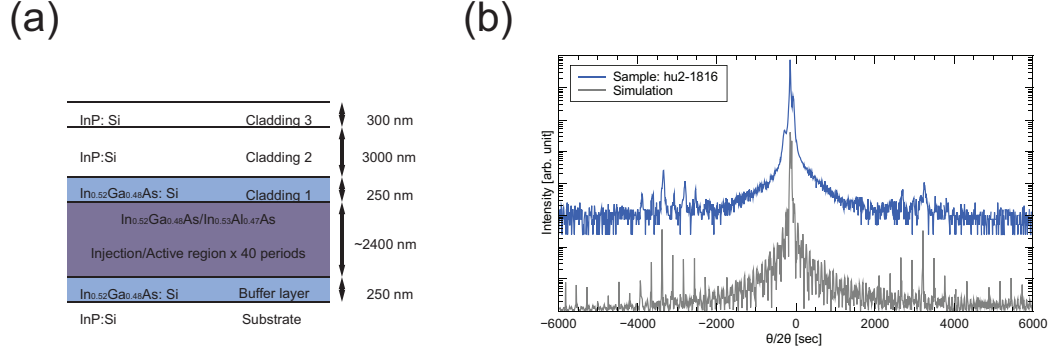 (a)
(b)
InP: Si Cladding 3 300 nm
InP:Si Cladding 2 3000 nm
In0.52Ga0.48As: Si Cladding 1 250 nm
In0.52Ga0.48As/In0.53Al0.47As
Injection/Active region x 40 periods
~2400 nm
In0.52Ga0.48As: Si Buffer layer 250 nm
InP:Si Substrate
Intensity [arb. unit]
Sample: hu2-1816
Simulation
−6000 −4000 −2000 0 2000 4000 6000
θ/2θ [sec]